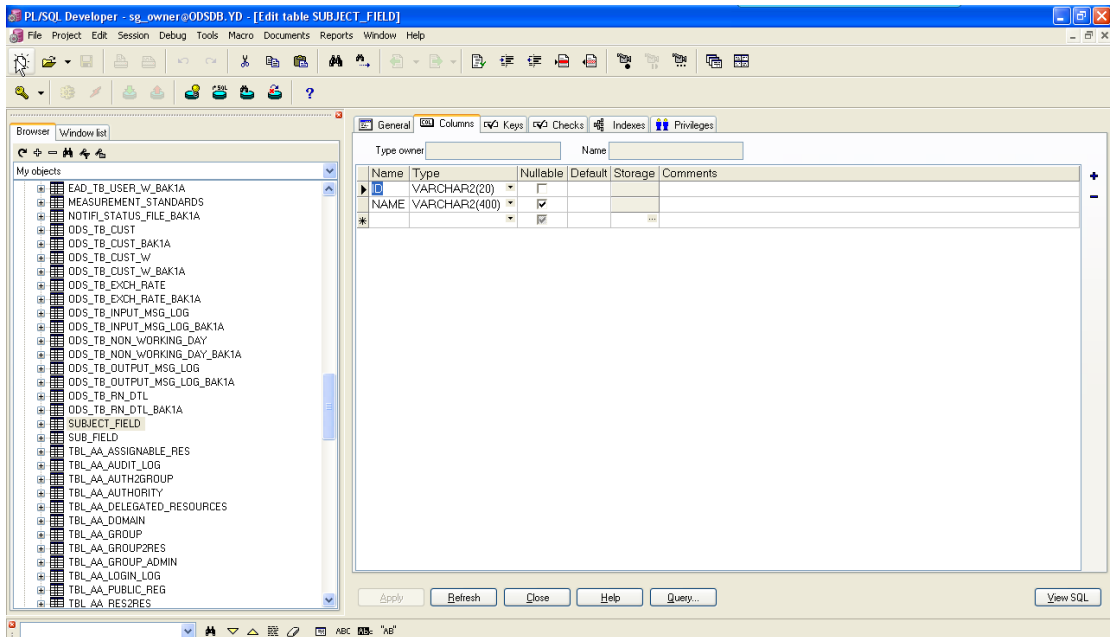 PL/SQL Developer - sg_owner@ODSDB.YD - [Edit table SUBJECT_FIELD]
File Project Edit Session Debug Tools Macro Documents Reports Window Help
SQL
?
Browser Window list
My objects
EAD_TB_USER_W_BAK1A
MEASUREMENT_STANDARDS
NOTIFI_STATUS_FILE_BAK1A
ODS_TB_CUST
ODS_TB_CUST_BAK1A
ODS_TB_CUST_W
ODS_TB_CUST_W_BAK1A
ODS_TB_EXCH_RATE
ODS_TB_EXCH_RATE_BAK1A
ODS_TB_INPUT_MSG_LOG
ODS_TB_INPUT_MSG_LOG_BAK1A
ODS_TB_NON_WORKING_DAY
ODS_TB_NON_WORKING_DAY_BAK1A
ODS_TB_OUTPUT_MSG_LOG
ODS_TB_OUTPUT_MSG_LOG_BAK1A
ODS_TB_RN_DTL
ODS_TB_RN_DTL_BAK1A
SUBJECT_FIELD
SUB_FIELD
TBL_AA_ASSIGNABLE_RES
TBL_AA_AUDIT_LOG
TBL_AA_AUTH2GROUP
TBL_AA_AUTHORITY
TBL_AA_DELEGATED_RESOURCES
TBL_AA_DOMAIN
TBL_AA_GROUP
TBL_AA_GROUP2RES
TBL_AA_GROUP_ADMIN
TBL_AA_LOGIN_LOG
TBL_AA_PUBLIC_REG
TBL_AA_RES2RES
General Columns Keys Checks Indexes Privileges
Type owner Name
Name Type Nullable Default Storage Comments
ID VARCHAR2(20)
NAME VARCHAR2(400)
*
Apply Refresh Close Help Query... View SQL
ABC ABc "AB"